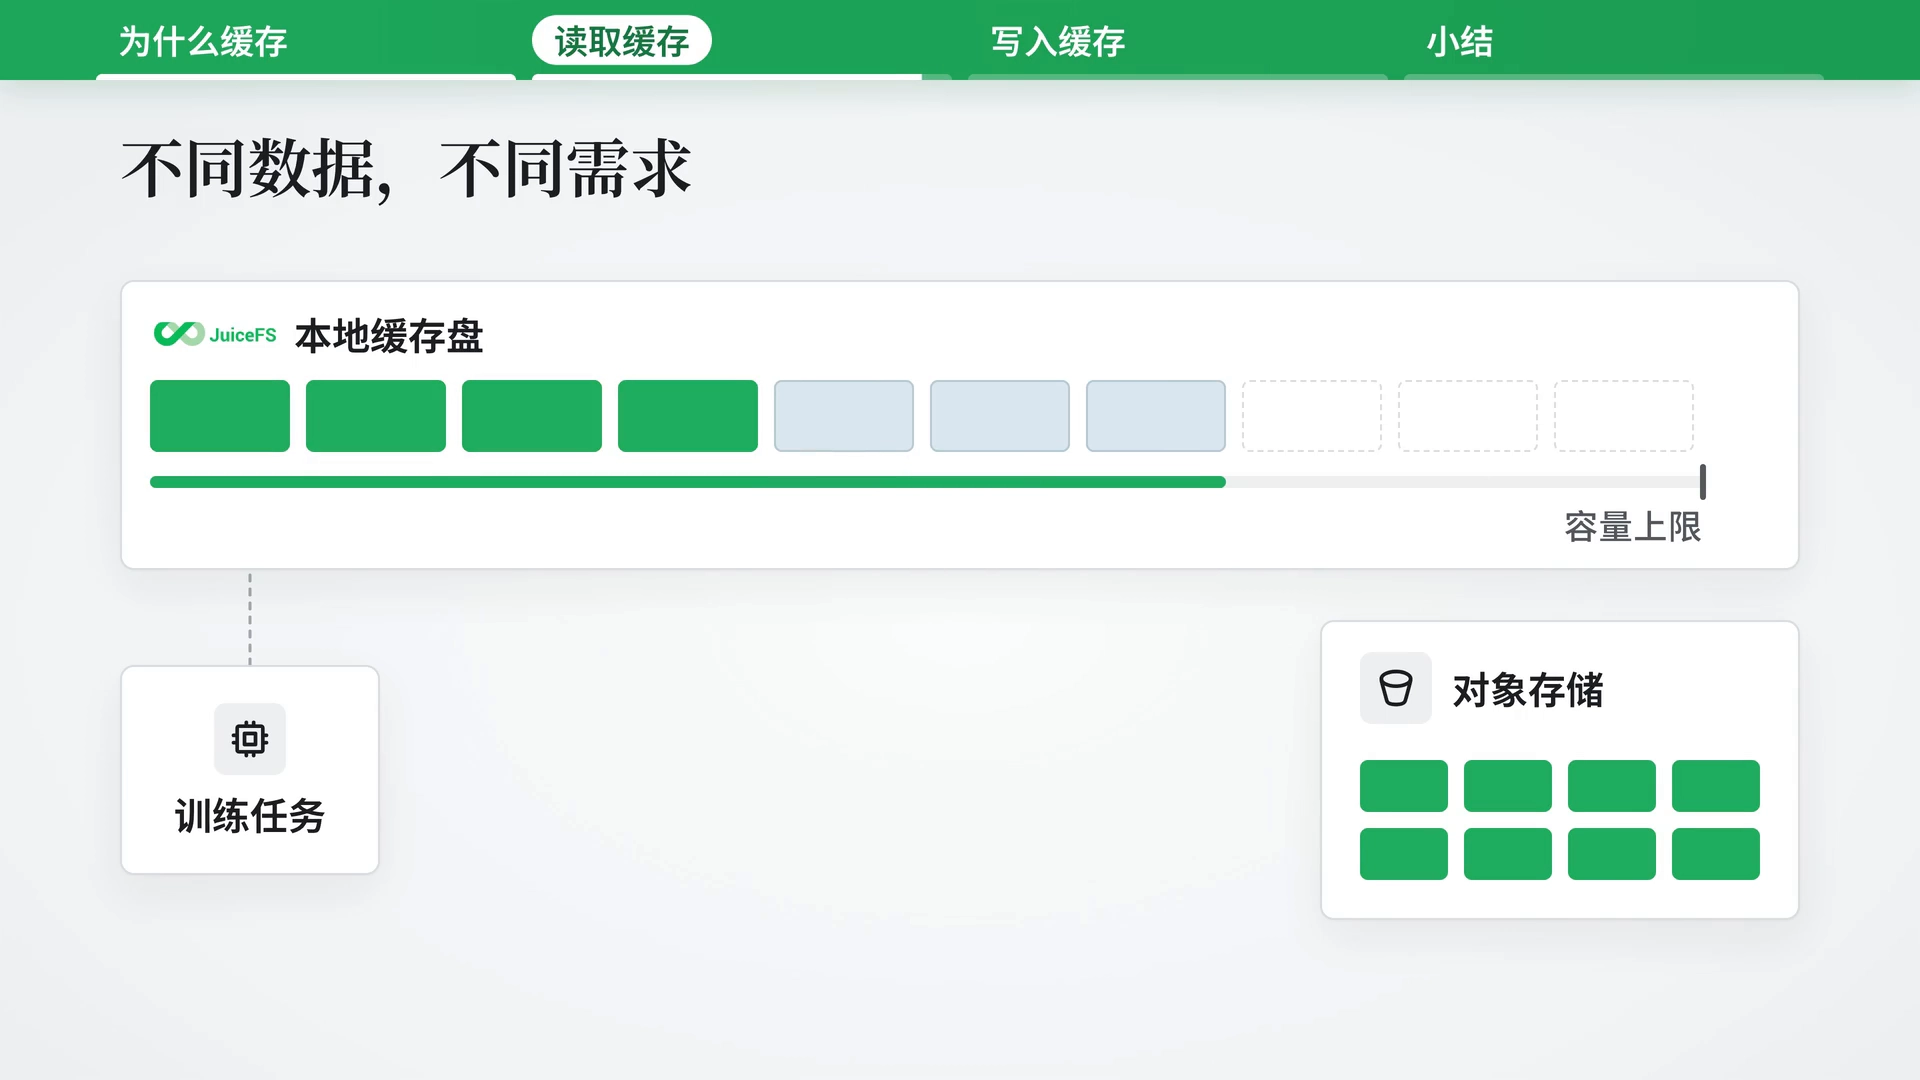 为什么缓存
读取缓存
写入缓存
小结
不同数据，不同需求
JuiceFS 本地缓存盘
容量上限
训练任务
对象存储